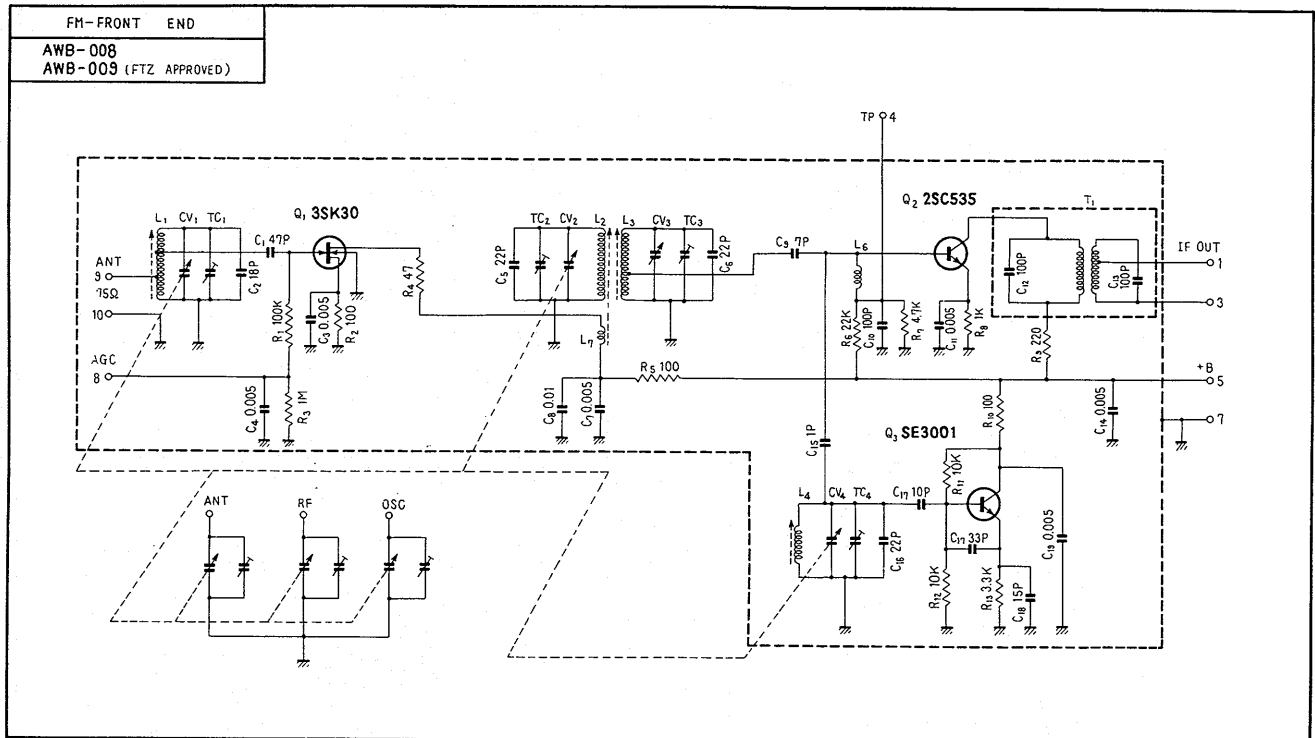 FM-FRONT END
AWB-008
AWB-009 (FTZ APPROVED)
TP 4
Q₁ 3SK30
Q₂ 2SC535
T₁
L₁ CV₁ TC₁
C₂ 18P
C₁ 47P
ANT
9
75Ω
10
AGC
8
R₁ 100K
C₃ 0.005
R₂ 100
C₄ 0.005
R₃ 1M
R₄ 47
C₅ 22P
TC₂ CV₂ L₂
L₃ CV₃ TC₃
C₆ 22P
L₇
C₈ 0.01
C₇ 0.005
R₅ 100
C₉ 7P
L₆
R₆ 22K
C₁₀ 100P
R₇ 4.7K
C₁₁ 0.005
R₈ 1K
C₁₂ 100P
C₁₃ 100P
R₉ 220
IF OUT
1
3
+B
5
7
C₁₄ 0.005
R₁₀ 100
Q₃ SE3001
C₁₅ 1P
R₁₁ 10K
L₄ CV₄ TC₄
C₁₇ 10P
C₁₆ 22P
C₁₇ 33P
R₁₂ 10K
R₁₃ 3.3K
C₁₈ 15P
C₁₉ 0.005
ANT RF OSC